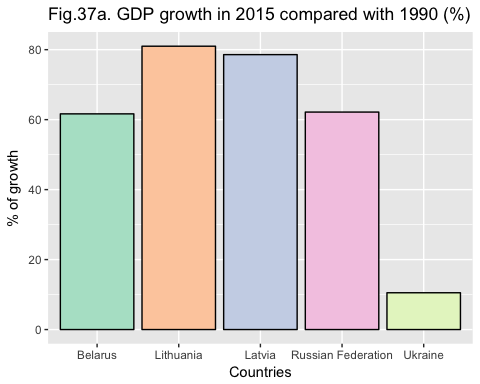 Fig.37a. GDP growth in 2015 compared with 1990 (%)
80
60
40
20
0
% of growth
Belarus Lithuania Latvia Russian Federation Ukraine
Countries